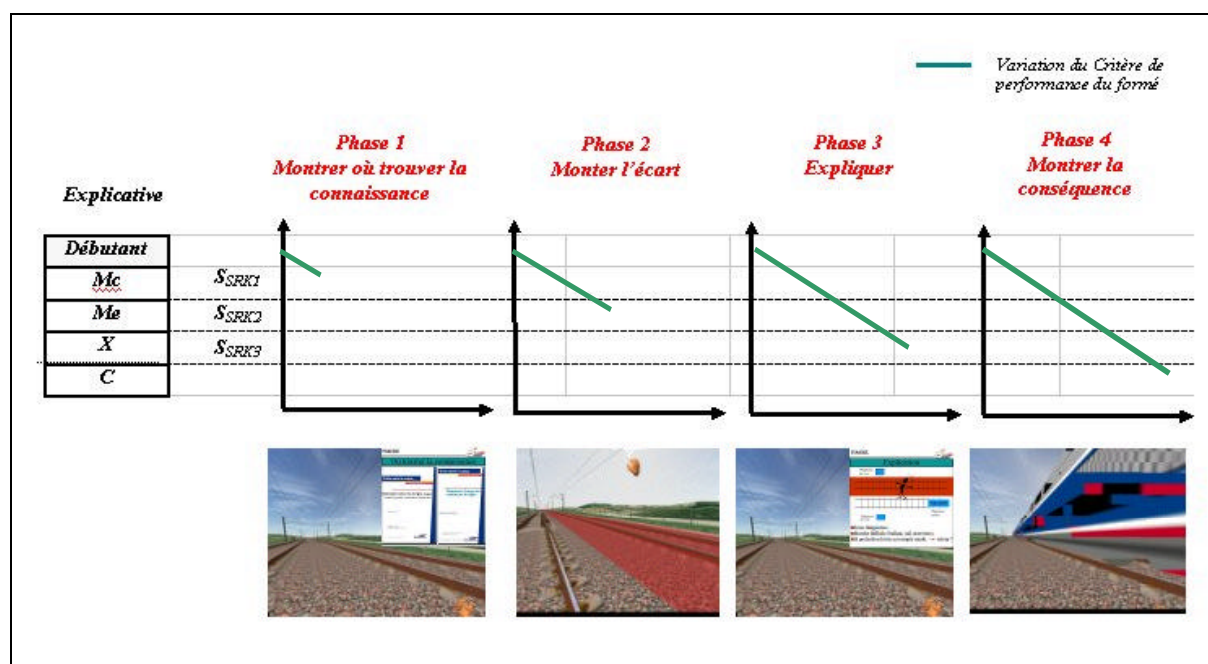 Variation du Critère de
performance du formé
Phase 1
Montrer où trouver la
connaissance
Phase 2
Monter l'écart
Phase 3
Expliquer
Phase 4
Montrer la
conséquence
Explicative
Débutant
Mc
Me
X
C
SSRK1
SSRK2
SSRK3
Explication